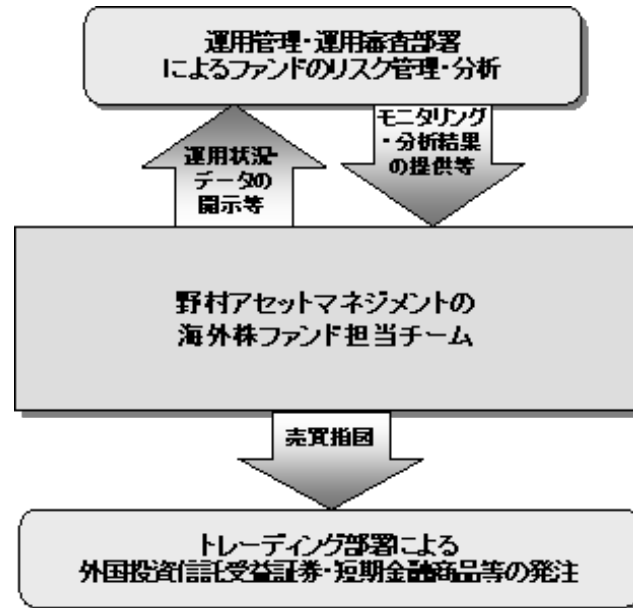 運用管理・運用審査部署
によるファンドのリスク管理・分析
運用状況・
データの
開示等
モニタリング
・分析結果
の提供等
野村アセットマネジメントの
海外株ファンド担当チーム
売買指図
トレーディング部署による
外国投資信託受益証券・短期金融商品等の発注